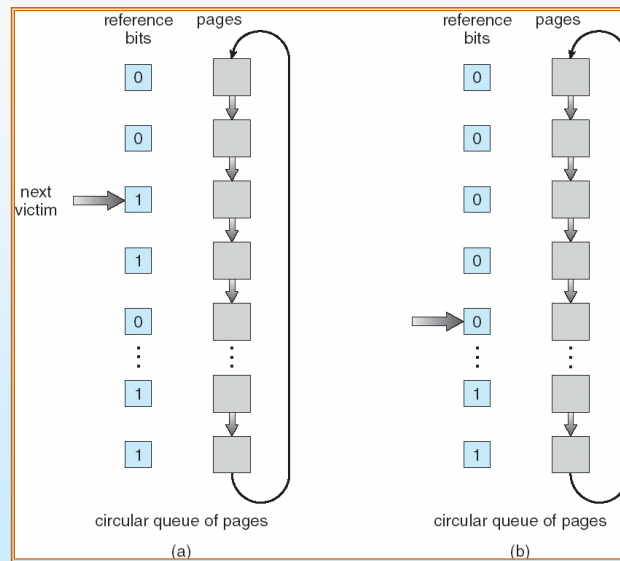 reference bits
pages
0
0
next victim
1
1
0
1
1
circular queue of pages
(a)
reference bits
pages
0
0
0
0
0
1
1
circular queue of pages
(b)